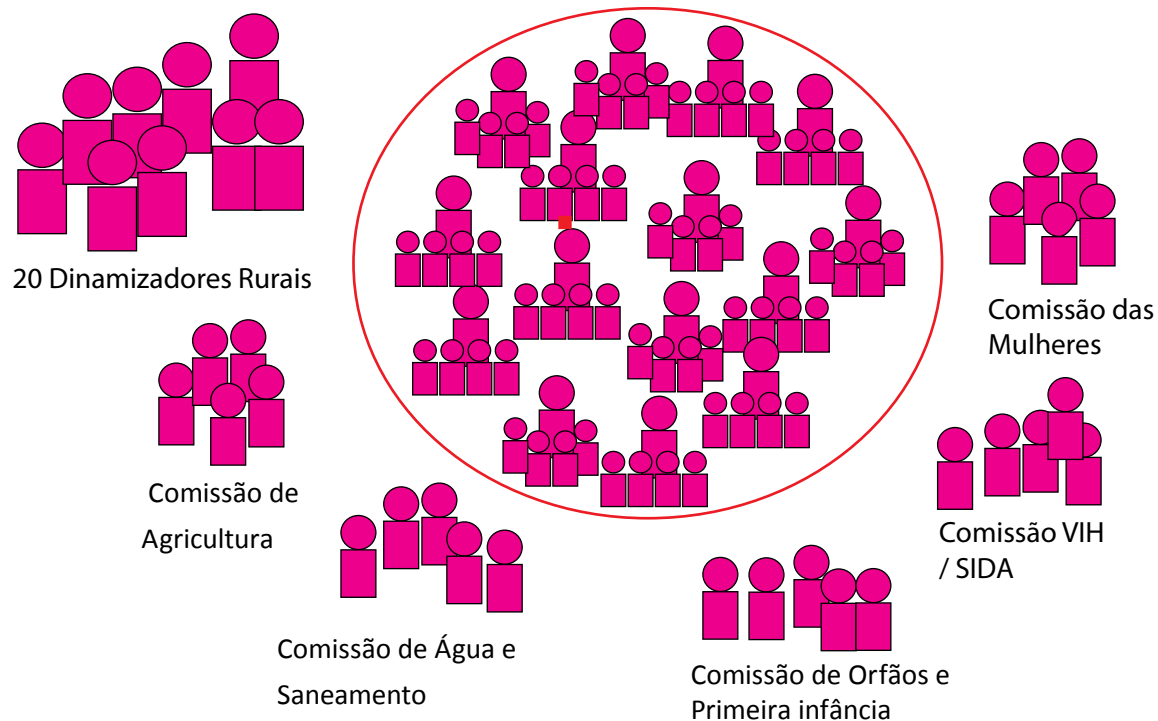 20 Dinamizadores Rurais
Comissão das
Mulheres
Comissão de
Agricultura
Comissão VIH
/ SIDA
Comissão de Água e
Saneamento
Comissão de Orfãos e
Primeira infância